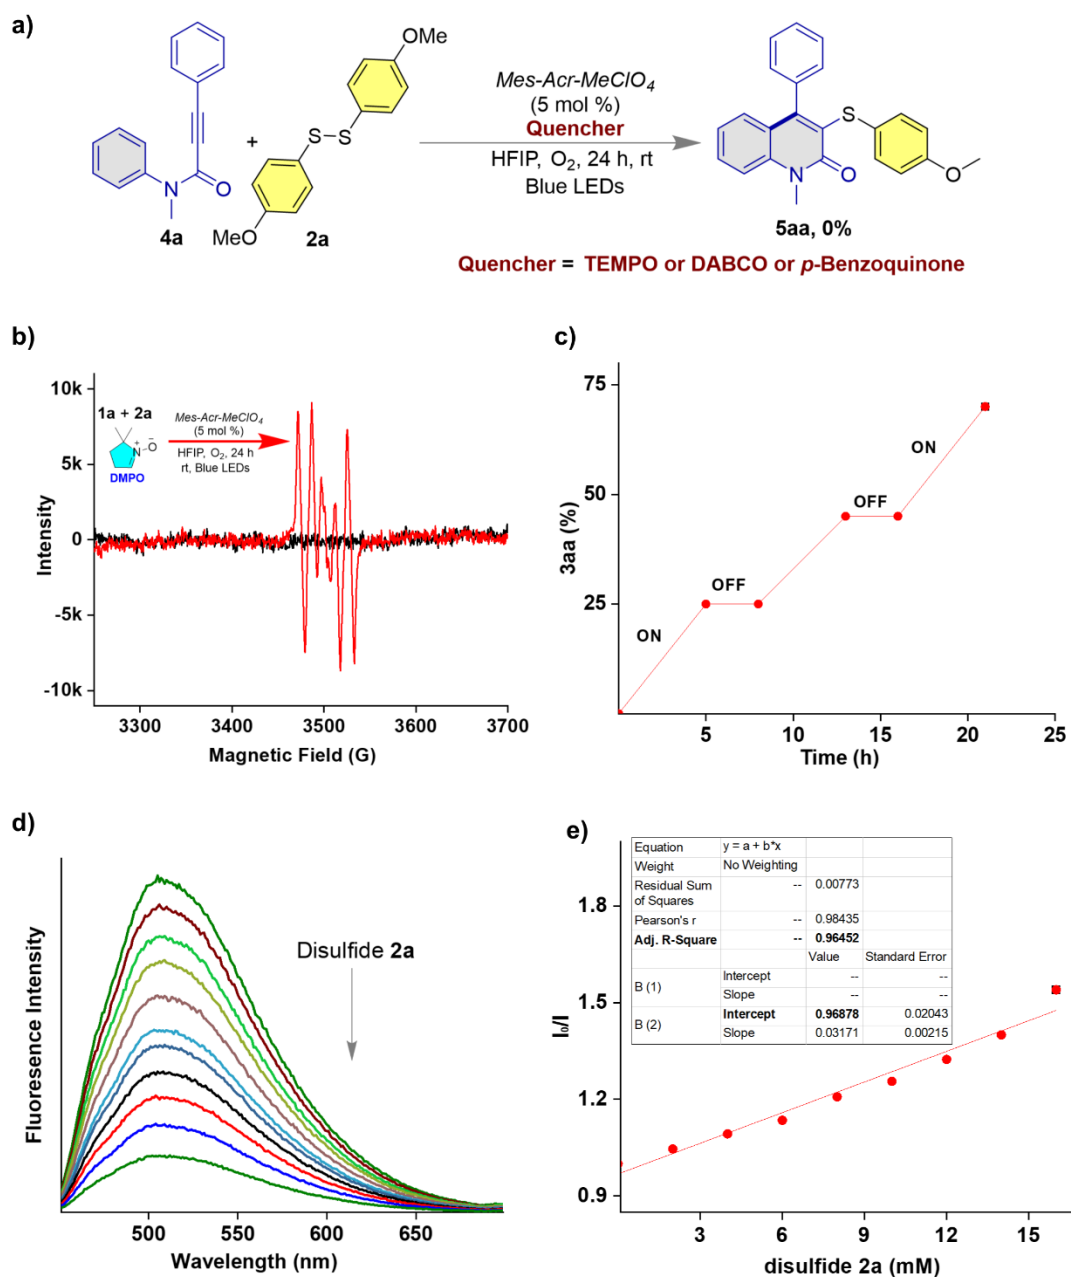 a)
OMe
S
S
+
N
O
4a
MeO
2a
Mes-Acr-MeClO4
(5 mol %)
Quencher
HFIP, O2, 24 h, rt
Blue LEDs
S
N
O
O
5aa, 0%
Quencher = TEMPO or DABCO or p-Benzoquinone
b)
10k
5k
0
-5k
-10k
Intensity
1a + 2a
N
+
O
−
DMPO
Mes-Acr-MeClO4
(5 mol %)
HFIP, O2, 24 h
rt, Blue LEDs
3300 3400 3500 3600 3700
Magnetic Field (G)
c)
75
50
25
3aa (%)
ON
OFF
OFF
ON
5 10 15 20 25
Time (h)
d)
Fluorescence Intensity
Disulfide 2a
500 550 600 650
Wavelength (nm)
e)
1.8
1.5
1.2
0.9
I0/I
Equation y = a + b*x
Weight No Weighting
Residual Sum
of Squares -- 0.00773
Pearson's r -- 0.98435
Adj. R-Square -- 0.96452
Value Standard Error
B (1) Intercept -- --
Slope -- --
B (2) Intercept 0.96878 0.02043
Slope 0.03171 0.00215
3 6 9 12 15
disulfide 2a (mM)